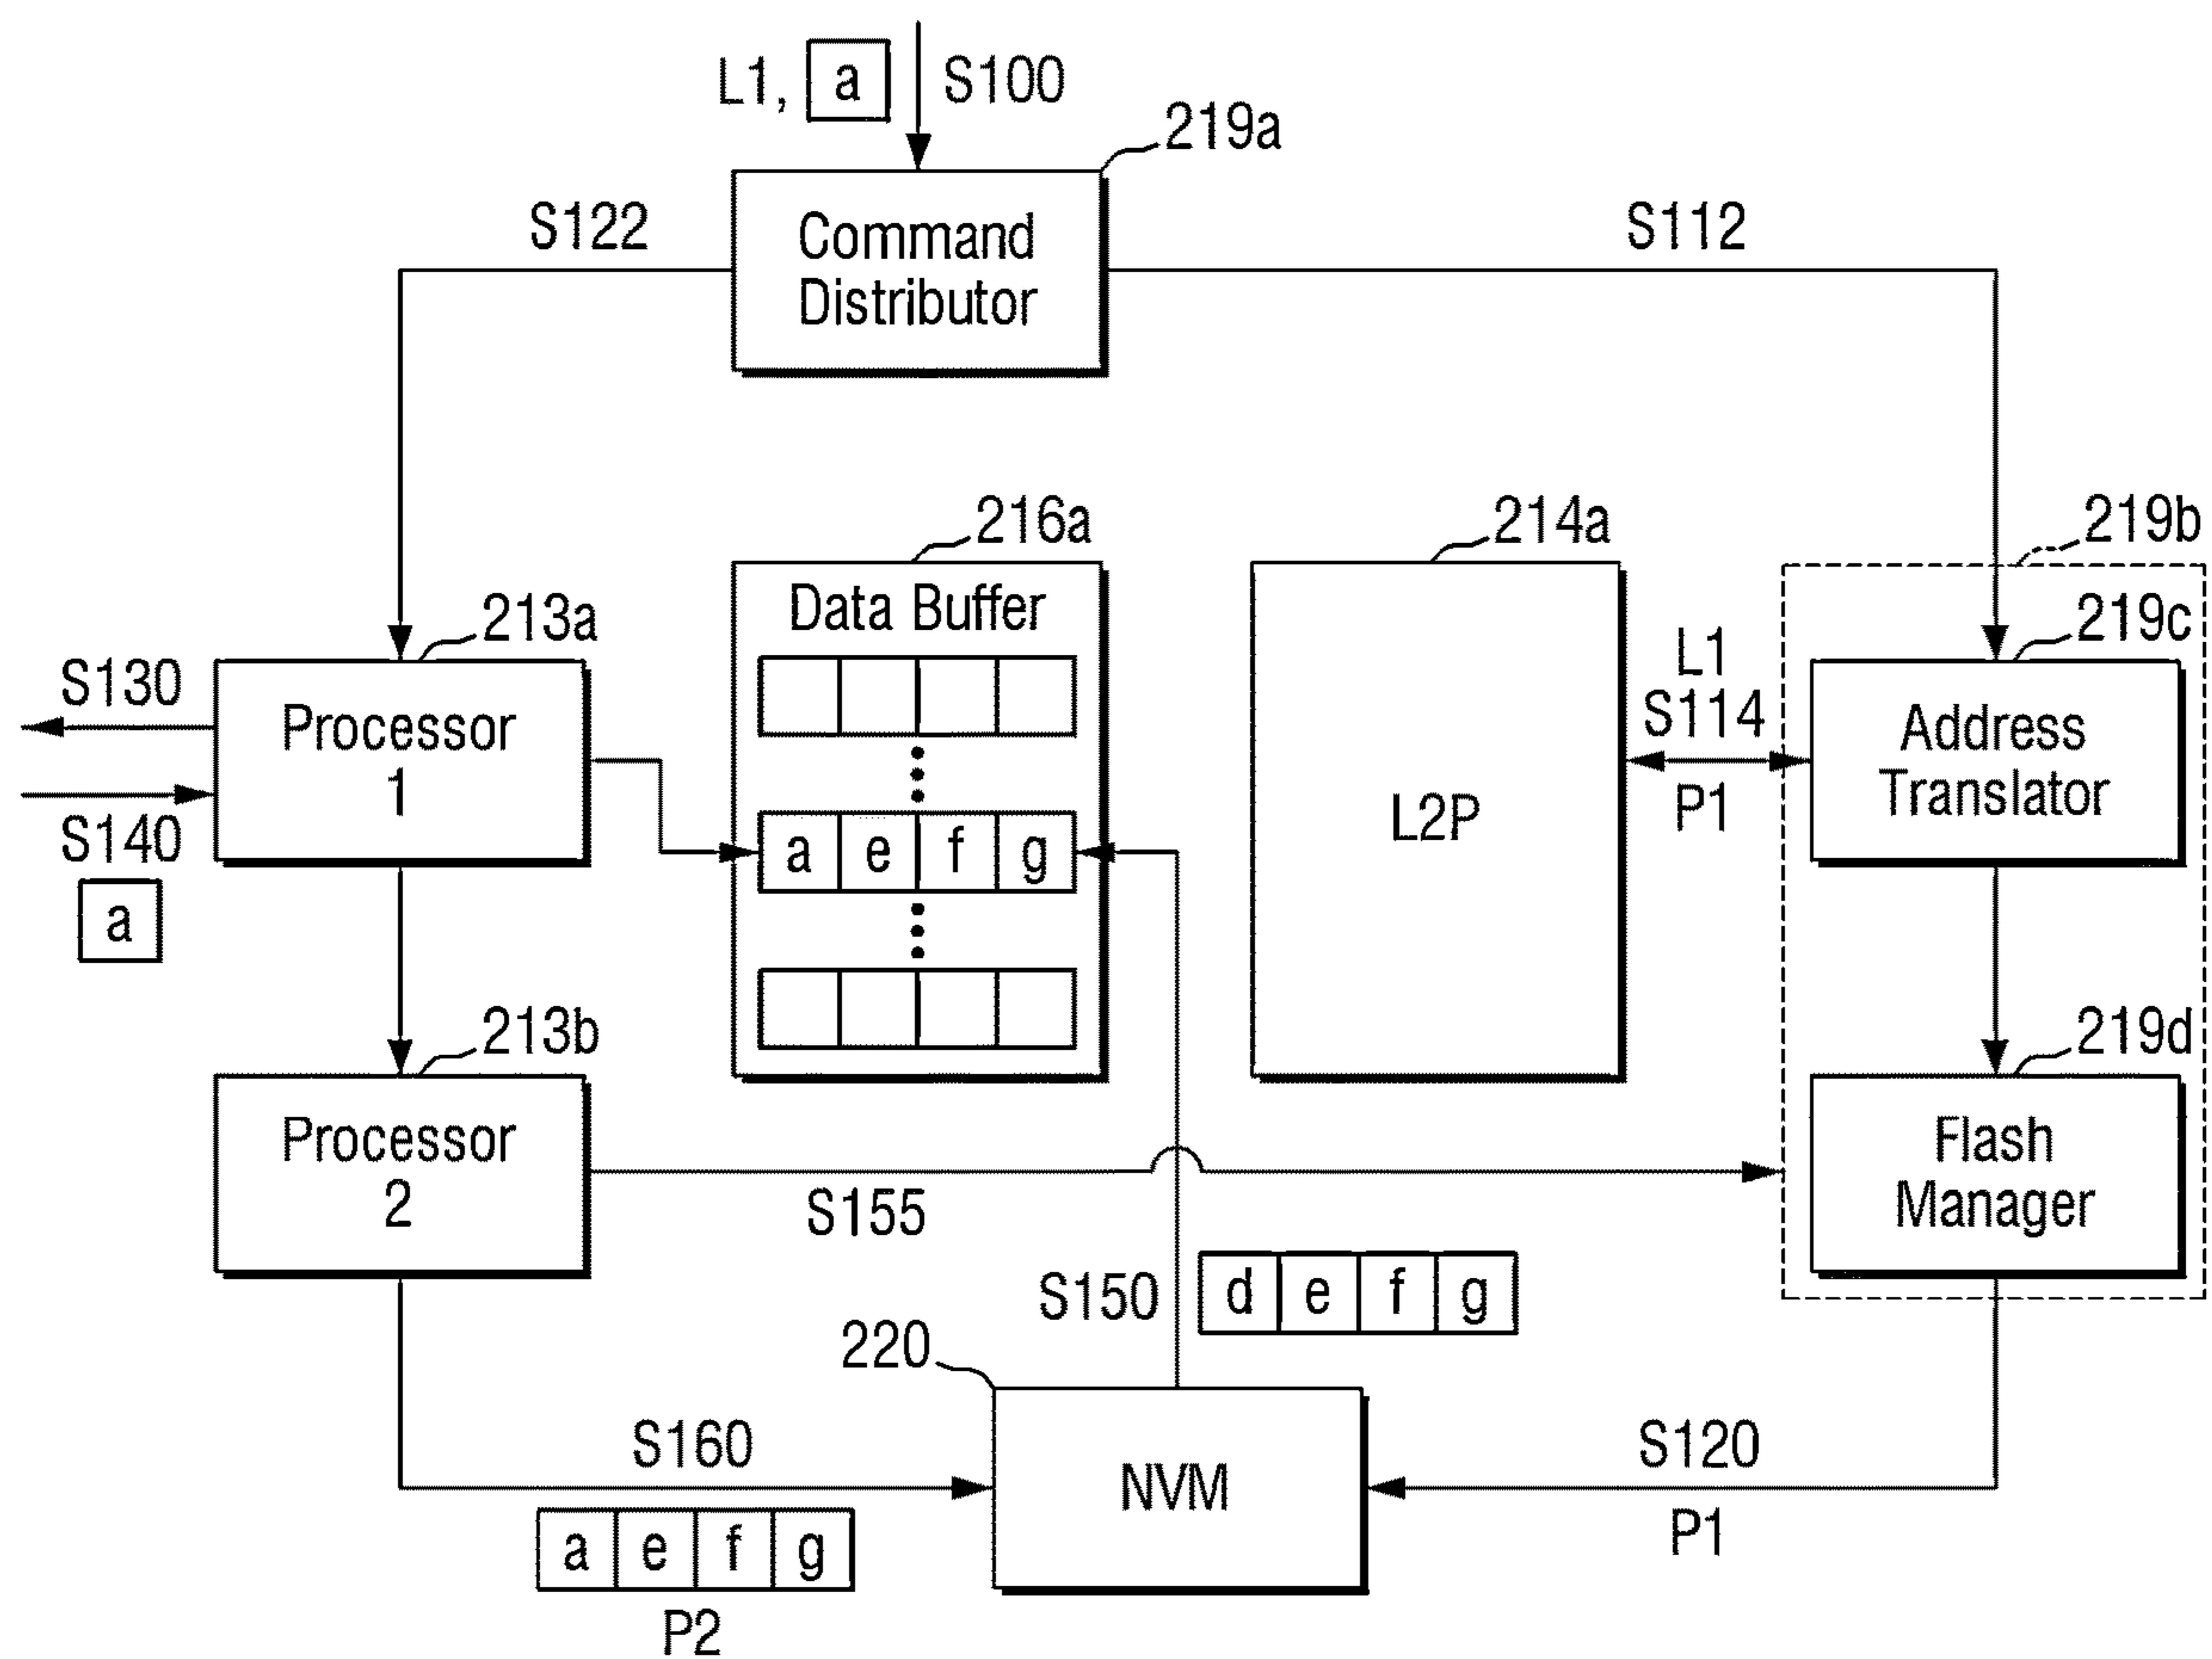 L1, a S100
219a
S122
Command
Distributor
S112
216a
214a
219b
Data Buffer
213a
219c
S130
Processor
1
L1
S114
P1
Address
Translator
L2P
a e f g
S140
a
213b
219d
Processor
2
Flash
Manager
S155
S150
d e f g
220
S160
NVM
S120
a e f g
P1
P2